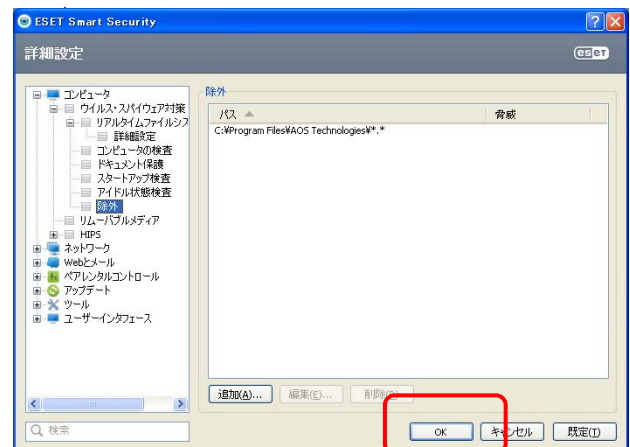 ESET Smart Security
詳細設定
eseT
コンピュータ
ウイルス・スパイウェア対策
リアルタイムファイルシス
詳細設定
コンピュータの検査
ドキュメント保護
スタートアップ検査
アイドル状態検査
除外
リムーバブルメディア
HIPS
ネットワーク
Webとメール
ペアレンタルコントロール
アップデート
ツール
ユーザーインタフェース
検索
除外
パス
脅威
C:¥Program Files¥AOS Technologies¥*.*
追加(A)...
編集(E)...
削除(R)
OK
キャンセル
既定(T)